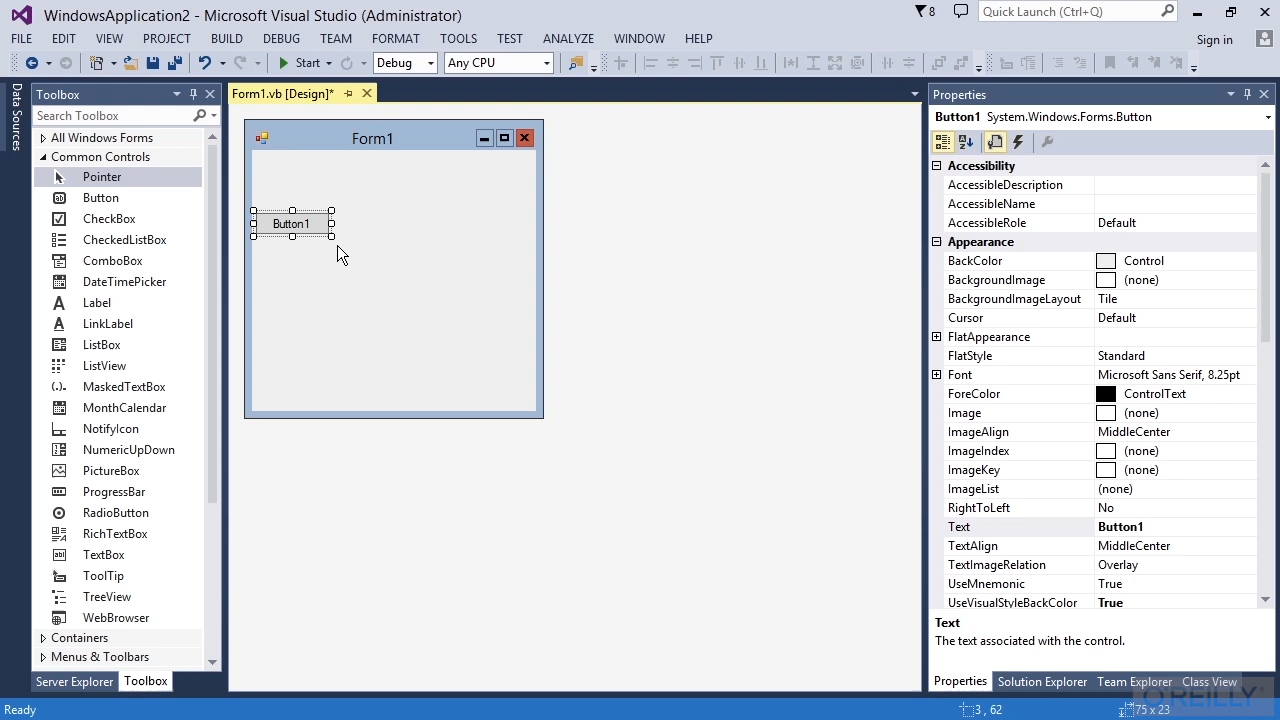 WindowsApplication2 - Microsoft Visual Studio (Administrator)
8
Quick Launch (Ctrl+Q)
FILE EDIT VIEW PROJECT BUILD DEBUG TEAM FORMAT TOOLS TEST ANALYZE WINDOW HELP
Sign in
Start Debug Any CPU
Data Sources
Toolbox
Search Toolbox
All Windows Forms
Common Controls
Pointer
Button
CheckBox
CheckedListBox
ComboBox
DateTimePicker
Label
LinkLabel
ListBox
ListView
MaskedTextBox
MonthCalendar
NotifyIcon
NumericUpDown
PictureBox
ProgressBar
RadioButton
RichTextBox
TextBox
ToolTip
TreeView
WebBrowser
Containers
Menus & Toolbars
Server Explorer Toolbox
Form1.vb [Design]*
Form1
Button1
Properties
Button1 System.Windows.Forms.Button
Accessibility
AccessibleDescription
AccessibleName
AccessibleRole Default
Appearance
BackColor Control
BackgroundImage (none)
BackgroundImageLayout Tile
Cursor Default
FlatAppearance
FlatStyle Standard
Font Microsoft Sans Serif, 8.25pt
ForeColor ControlText
Image (none)
ImageAlign MiddleCenter
ImageIndex (none)
ImageKey (none)
ImageList (none)
RightToLeft No
Text Button1
TextAlign MiddleCenter
TextImageRelation Overlay
UseMnemonic True
UseVisualStyleBackColor True
Text
The text associated with the control.
Properties Solution Explorer Team Explorer Class View
O'REILLY
Ready
3 , 62
75 x 23